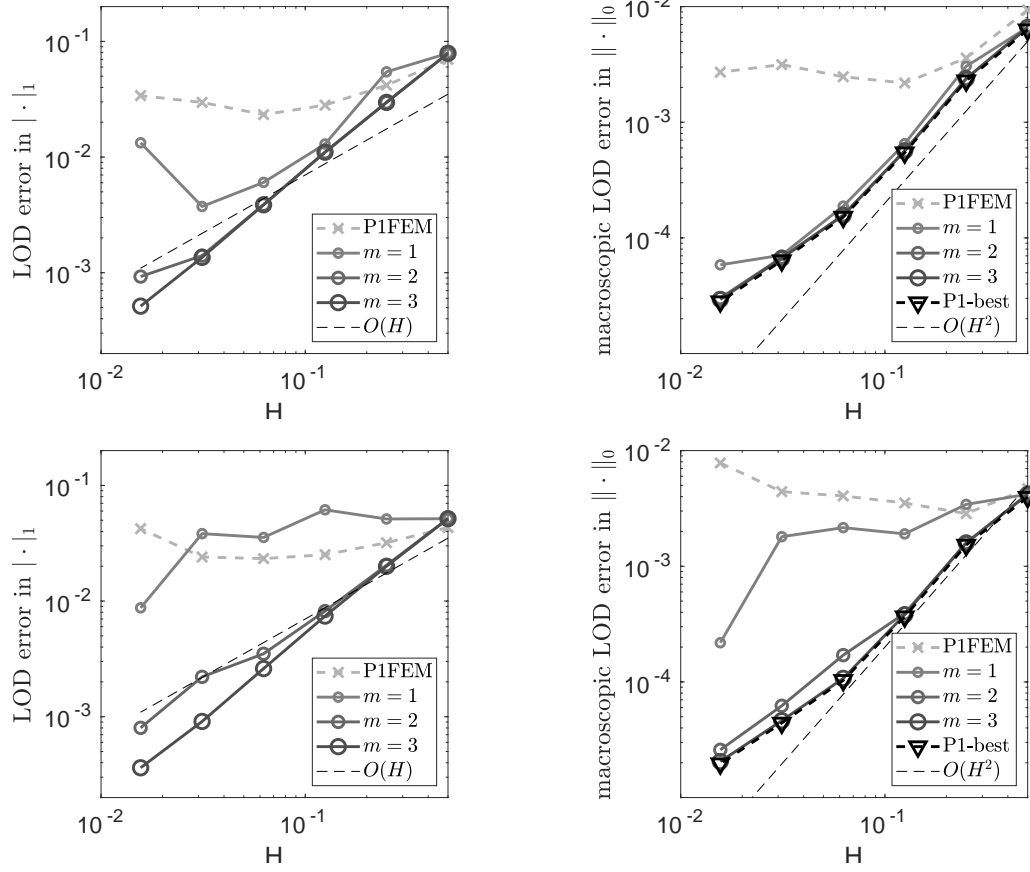 LOD error in | · |₁
10⁻¹
10⁻²
10⁻³
10⁻² 10⁻¹
H
P1FEM
m = 1
m = 2
m = 3
O(H)
macroscopic LOD error in ‖ · ‖₀
10⁻²
10⁻³
10⁻⁴
10⁻² 10⁻¹
H
P1FEM
m = 1
m = 2
m = 3
P1-best
O(H²)
LOD error in | · |₁
10⁻¹
10⁻²
10⁻³
10⁻² 10⁻¹
H
P1FEM
m = 1
m = 2
m = 3
O(H)
macroscopic LOD error in ‖ · ‖₀
10⁻²
10⁻³
10⁻⁴
10⁻² 10⁻¹
H
P1FEM
m = 1
m = 2
m = 3
P1-best
O(H²)